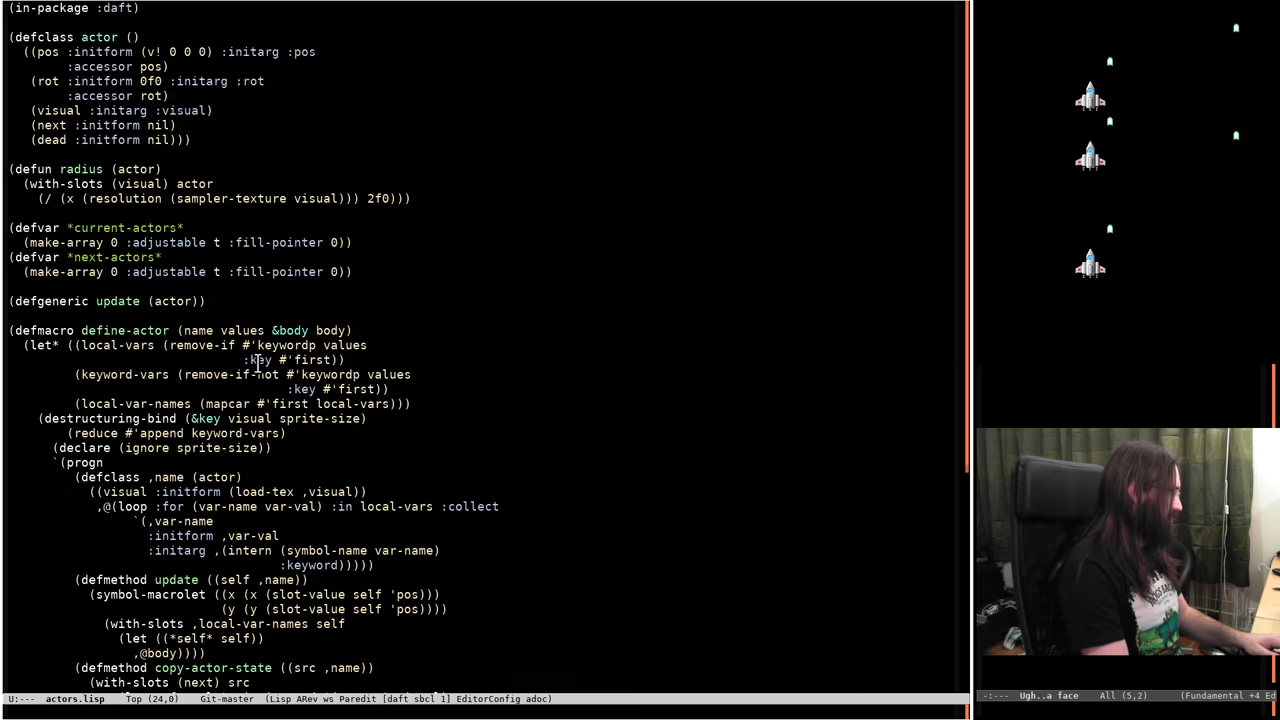 (in-package :daft)
(defclass actor ()
((pos :initform (v! 0 0 0) :initarg :pos
:accessor pos)
(rot :initform 0f0 :initarg :rot
:accessor rot)
(visual :initarg :visual)
(next :initform nil)
(dead :initform nil)))
(defun radius (actor)
(with-slots (visual) actor
(/ (x (resolution (sampler-texture visual))) 2f0)))
(defvar *current-actors*
(make-array 0 :adjustable t :fill-pointer 0))
(defvar *next-actors*
(make-array 0 :adjustable t :fill-pointer 0))
(defgeneric update (actor))
(defmacro define-actor (name values &body body)
(let* ((local-vars (remove-if #'keywordp values
:key #'first))
(keyword-vars (remove-if-not #'keywordp values
:key #'first))
(local-var-names (mapcar #'first local-vars)))
(destructuring-bind (&key visual sprite-size)
(reduce #'append keyword-vars)
(declare (ignore sprite-size))
`(progn
(defclass ,name (actor)
((visual :initform (load-tex ,visual))
,@(loop :for (var-name var-val) :in local-vars :collect
`(,var-name
:initform ,var-val
:initarg ,(intern (symbol-name var-name)
:keyword)))))
(defmethod update ((self ,name))
(symbol-macrolet ((x (x (slot-value self 'pos)))
(y (y (slot-value self 'pos))))
(with-slots ,local-var-names self
(let ((*self* self))
,@body))))
(defmethod copy-actor-state ((src ,name))
(with-slots (next) src
U:--- actors.lisp Top (24,0) Git-master (Lisp ARev ws Paredit [daft sbcl 1] EditorConfig adoc)
-:--- Ugh..a face All (5,2) (Fundamental +4 Ed